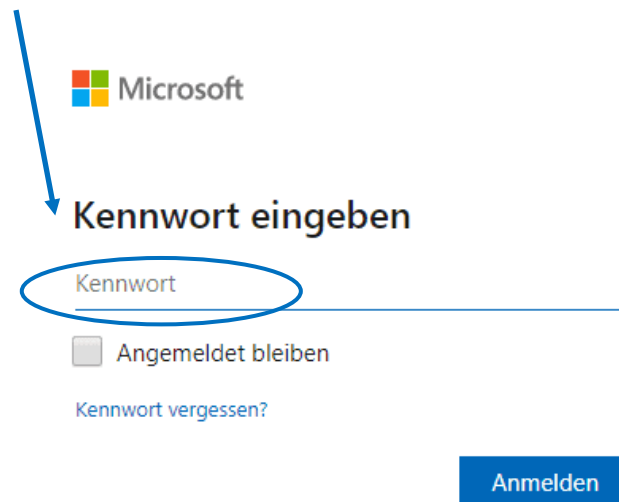 Microsoft
Kennwort eingeben
Kennwort
Angemeldet bleiben
Kennwort vergessen?
Anmelden